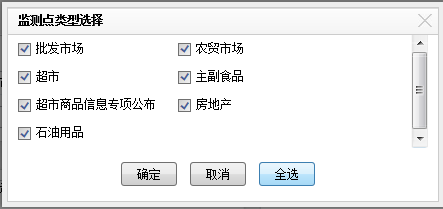 监测点类型选择
批发市场 农贸市场
超市 主副食品
超市商品信息专项公布 房地产
石油用品
确定 取消 全选